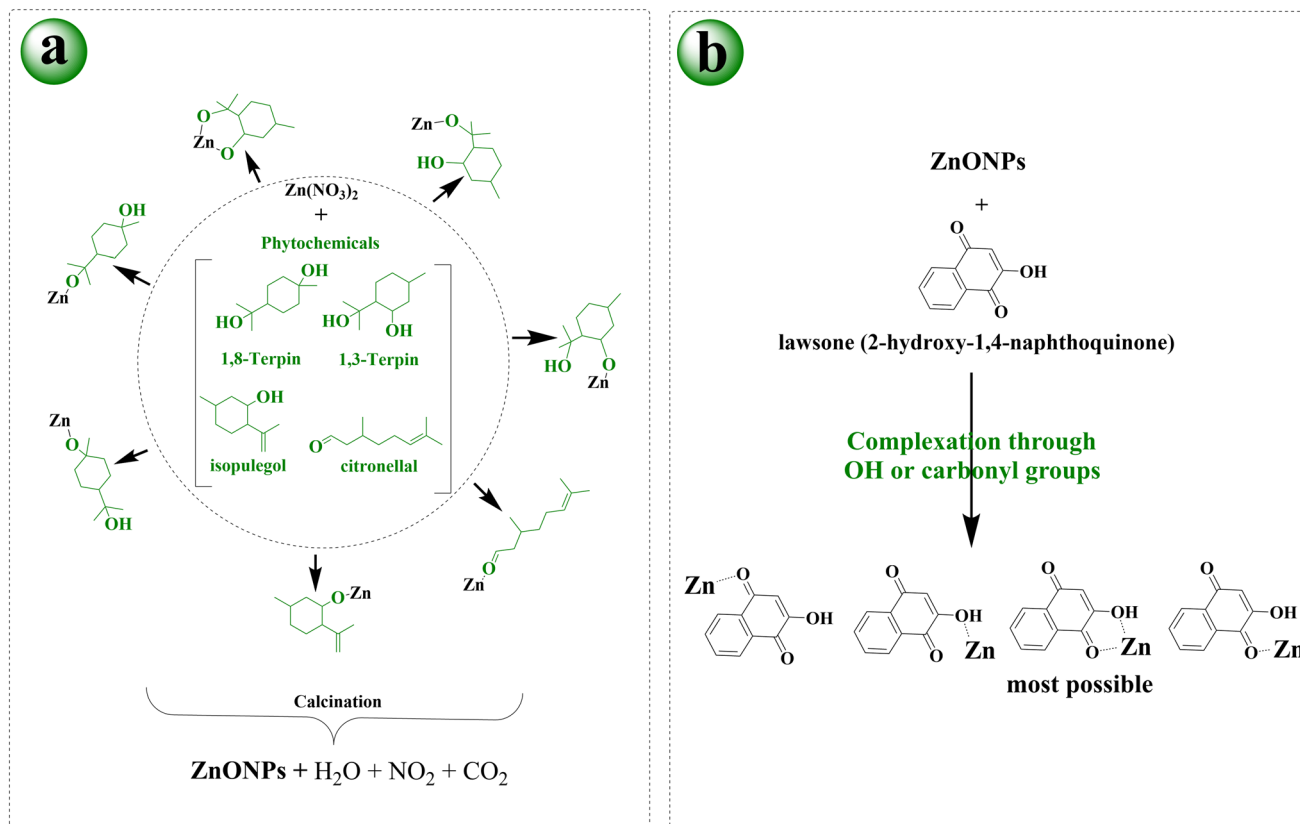 a
Zn(NO3)2
+
Phytochemicals
OH
HO
1,8-Terpin
HO
OH
1,3-Terpin
OH
isopulegol
O
citronellal
O
Zn
O
Zn
O
HO
OH
O
Zn
HO
O
Zn
Zn
O
OH
O
Zn
O
Zn
Calcination
ZnONPs + H2O + NO2 + CO2
b
ZnONPs
+
O
OH
O
lawsone (2-hydroxy-1,4-naphthoquinone)
Complexation through
OH or carbonyl groups
Zn
O
OH
O
O
OH
O
Zn
O
OH
O
Zn
O
OH
O
Zn
most possible